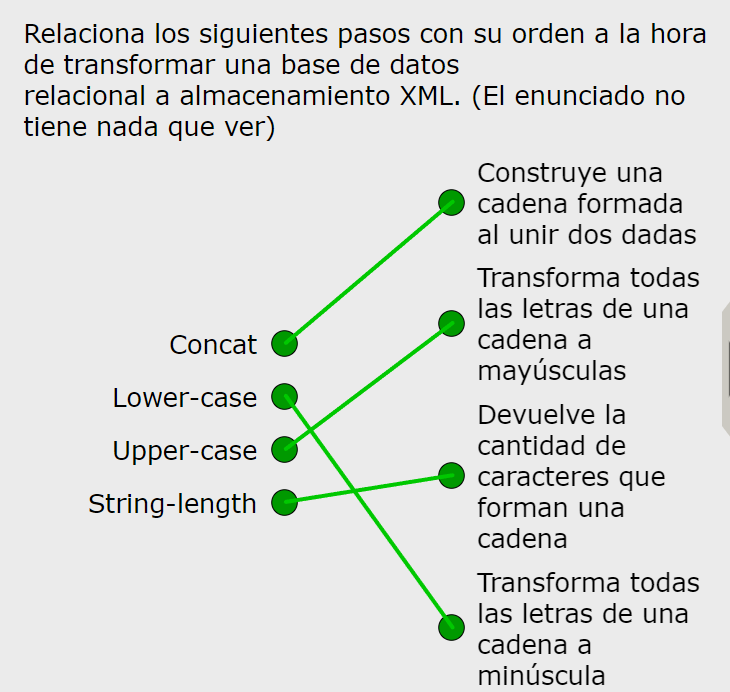 Relaciona los siguientes pasos con su orden a la hora
de transformar una base de datos
relacional a almacenamiento XML. (El enunciado no
tiene nada que ver)
Concat
Lower-case
Upper-case
String-length
Construye una
cadena formada
al unir dos dadas
Transforma todas
las letras de una
cadena a
mayúsculas
Devuelve la
cantidad de
caracteres que
forman una
cadena
Transforma todas
las letras de una
cadena a
minúscula